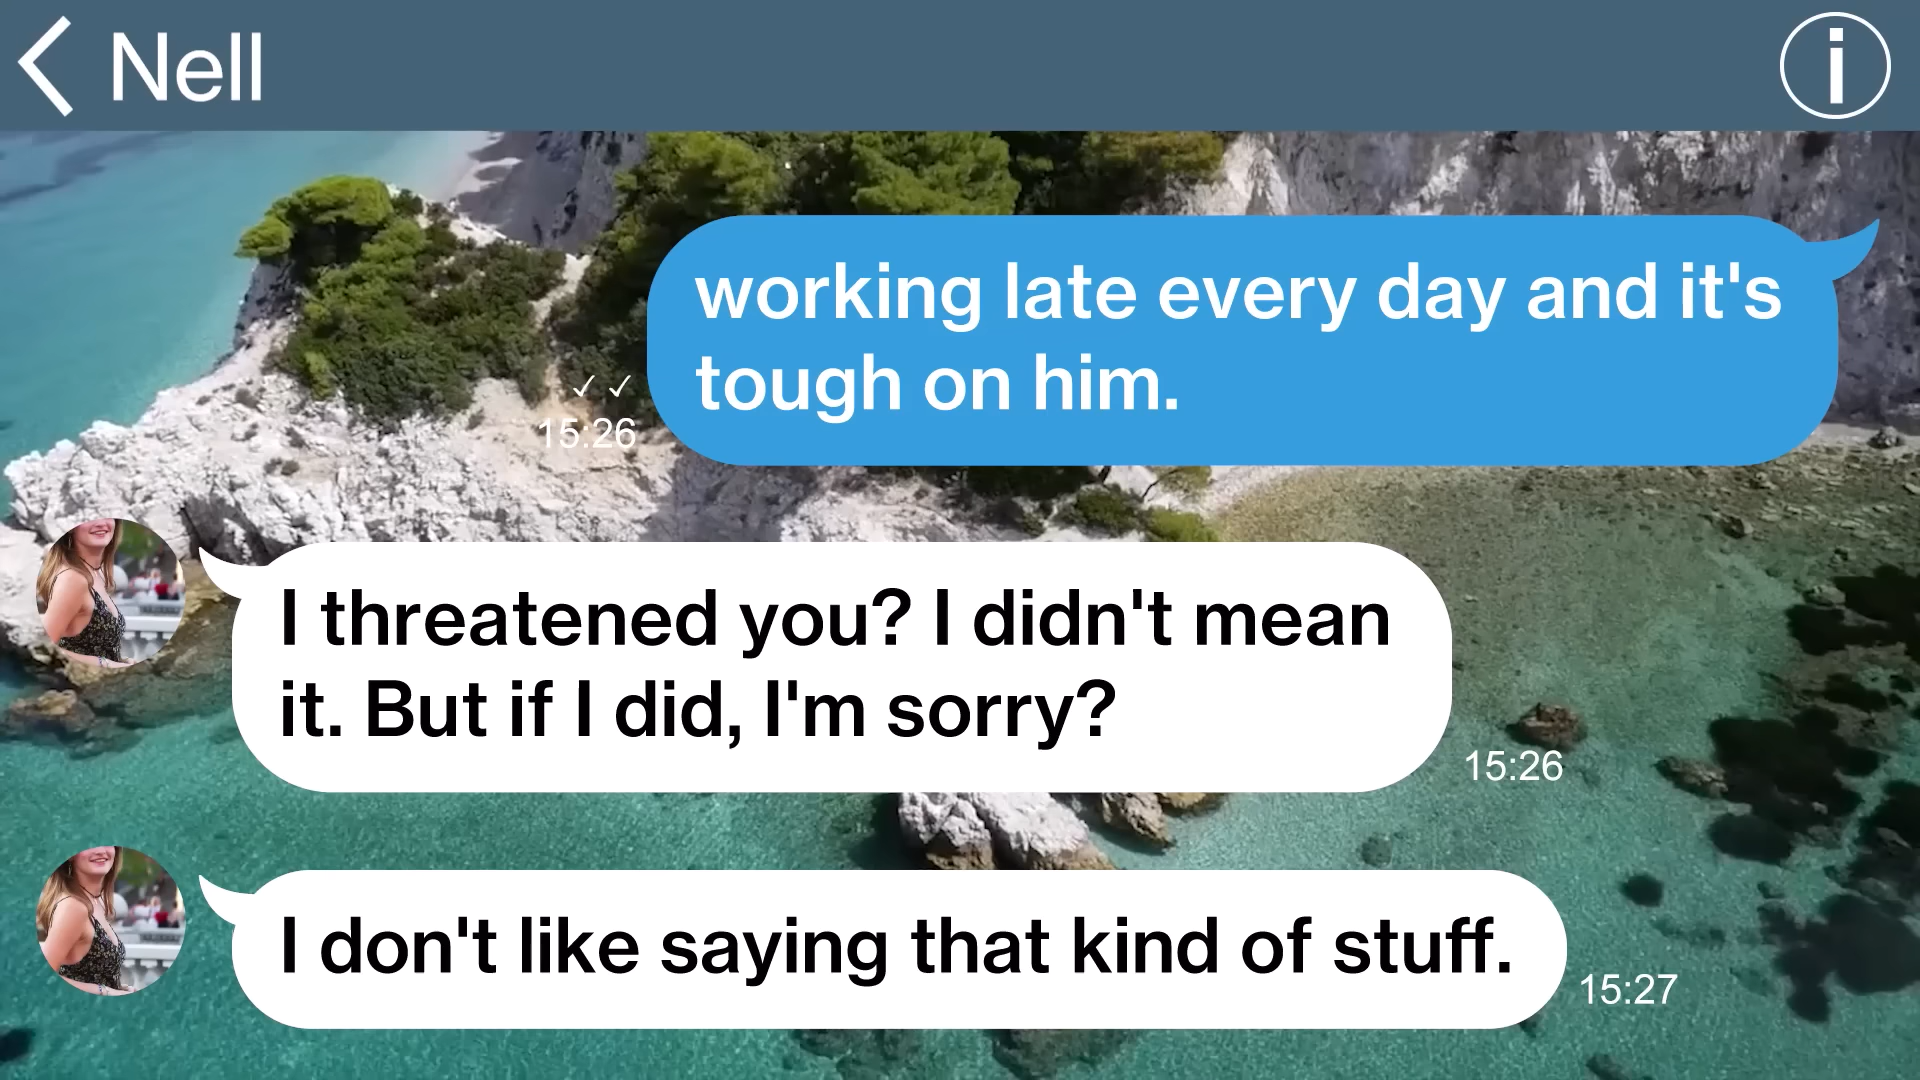 Nell
working late every day and it's
tough on him.
✓ ✓
15:26
I threatened you? I didn't mean
it. But if I did, I'm sorry?
15:26
I don't like saying that kind of stuff.
15:27